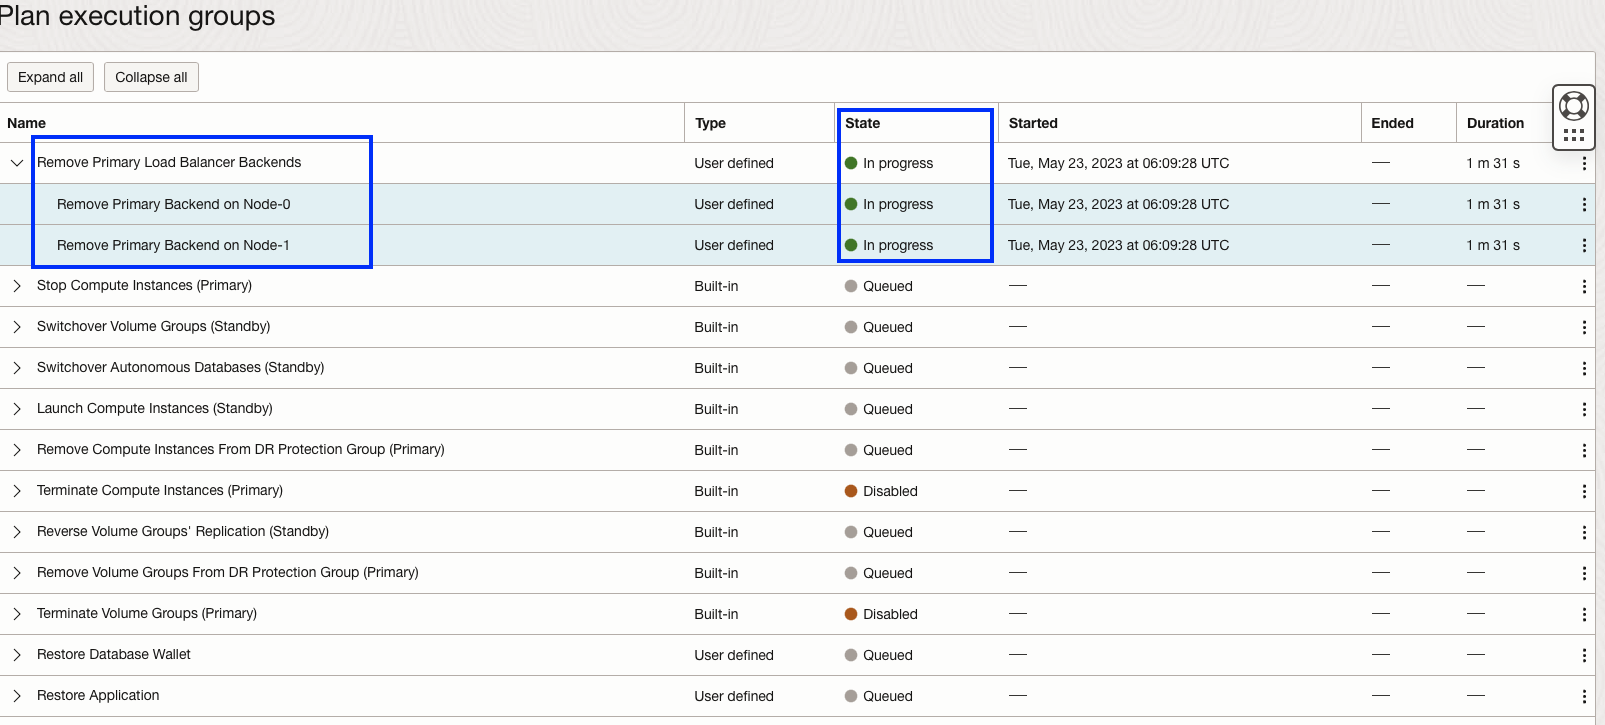 Plan execution groups
Expand all Collapse all
Name Type State Started Ended Duration
Remove Primary Load Balancer Backends User defined In progress Tue, May 23, 2023 at 06:09:28 UTC — 1 m 31 s
Remove Primary Backend on Node-0 User defined In progress Tue, May 23, 2023 at 06:09:28 UTC — 1 m 31 s
Remove Primary Backend on Node-1 User defined In progress Tue, May 23, 2023 at 06:09:28 UTC — 1 m 31 s
Stop Compute Instances (Primary) Built-in Queued — — —
Switchover Volume Groups (Standby) Built-in Queued — — —
Switchover Autonomous Databases (Standby) Built-in Queued — — —
Launch Compute Instances (Standby) Built-in Queued — — —
Remove Compute Instances From DR Protection Group (Primary) Built-in Queued — — —
Terminate Compute Instances (Primary) Built-in Disabled — — —
Reverse Volume Groups' Replication (Standby) Built-in Queued — — —
Remove Volume Groups From DR Protection Group (Primary) Built-in Queued — — —
Terminate Volume Groups (Primary) Built-in Disabled — — —
Restore Database Wallet User defined Queued — — —
Restore Application User defined Queued — — —